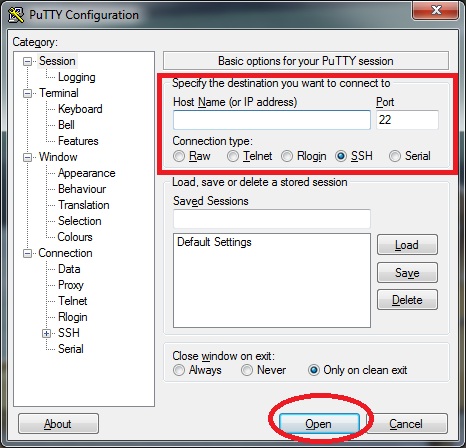 PuTTY Configuration
Category:
Session
Logging
Terminal
Keyboard
Bell
Features
Window
Appearance
Behaviour
Translation
Selection
Colours
Connection
Data
Proxy
Telnet
Rlogin
SSH
Serial
Basic options for your PuTTY session
Specify the destination you want to connect to
Host Name (or IP address) Port
22
Connection type:
Raw Telnet Rlogin SSH Serial
Load, save or delete a stored session
Saved Sessions
Default Settings
Load
Save
Delete
Close window on exit:
Always Never Only on clean exit
About Open Cancel